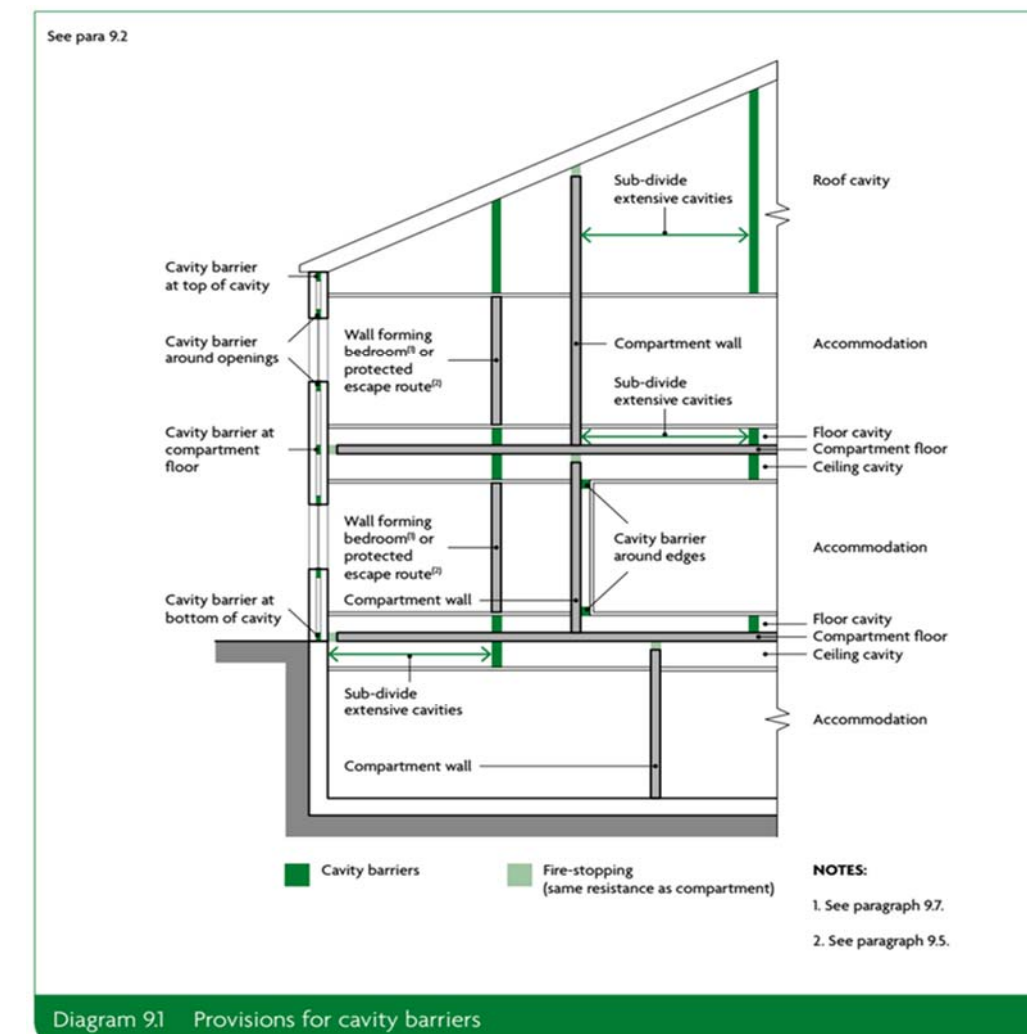 See para 9.2
Sub-divide
extensive cavities
Roof cavity
Cavity barrier
at top of cavity
Cavity barrier
around openings
Wall forming
bedroom⁽¹⁾ or
protected
escape route⁽²⁾
Compartment wall
Accommodation
Sub-divide
extensive cavities
Cavity barrier at
compartment
floor
Floor cavity
Compartment floor
Ceiling cavity
Wall forming
bedroom⁽¹⁾ or
protected
escape route⁽²⁾
Cavity barrier
around edges
Accommodation
Cavity barrier at
bottom of cavity
Compartment wall
Floor cavity
Compartment floor
Ceiling cavity
Sub-divide
extensive cavities
Accommodation
Compartment wall
Cavity barriers
Fire-stopping
(same resistance as compartment)
NOTES:
1. See paragraph 9.7.
2. See paragraph 9.5.
Diagram 9.1 Provisions for cavity barriers